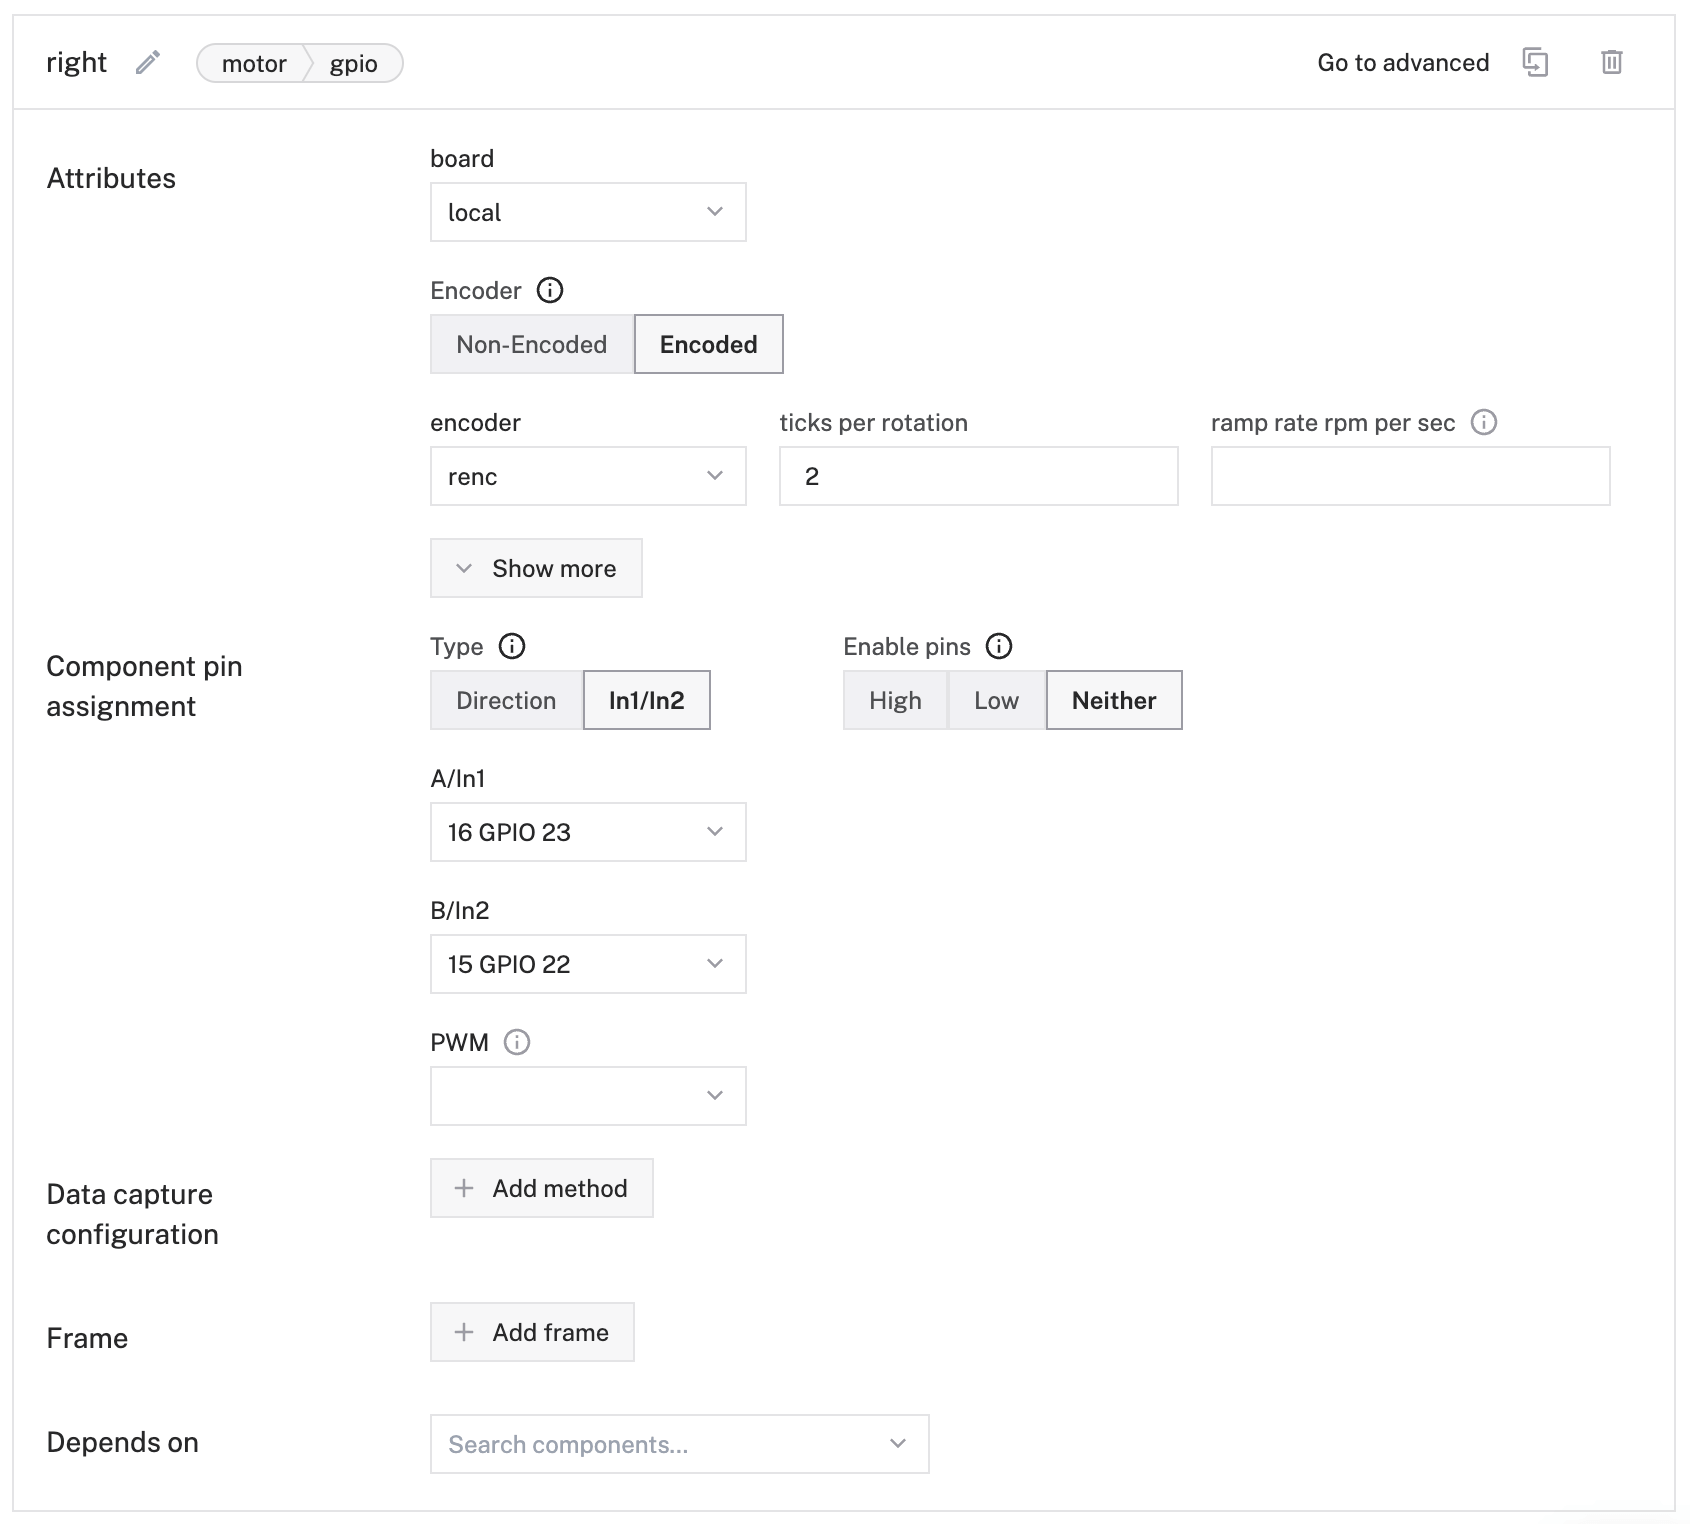 right
motor
gpio
Go to advanced
Attributes
board
local
Encoder
Non-Encoded
Encoded
encoder
ticks per rotation
ramp rate rpm per sec
renc
2
Show more
Component pin
assignment
Type
Enable pins
Direction
In1/In2
High
Low
Neither
A/In1
16 GPIO 23
B/In2
15 GPIO 22
PWM
Data capture
configuration
+ Add method
Frame
+ Add frame
Depends on
Search components...